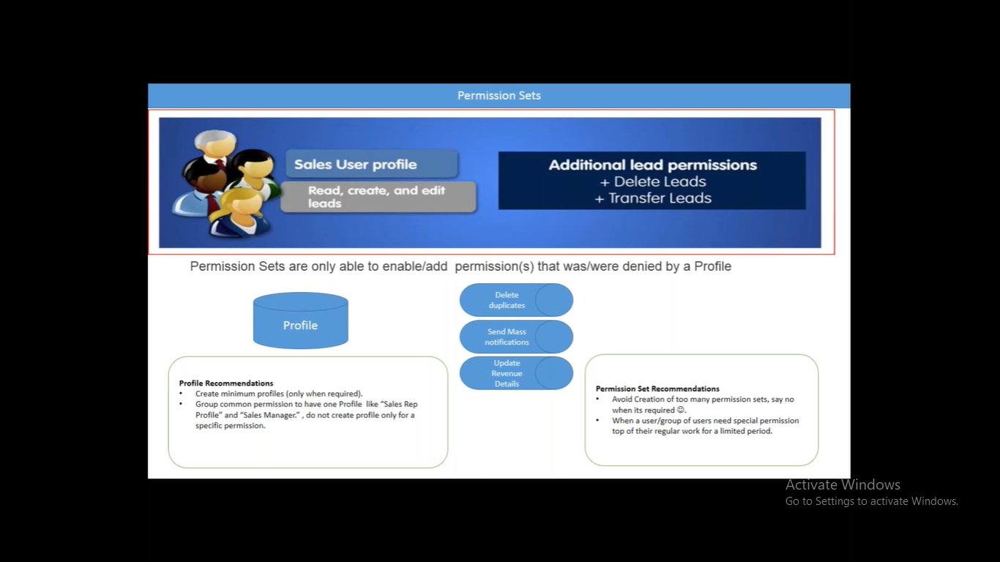 Permission Sets
Sales User profile
Read, create, and edit
leads
Additional lead permissions
+ Delete Leads
+ Transfer Leads
Permission Sets are only able to enable/add  permission(s) that was/were denied by a Profile
Profile
Delete
duplicates
Send Mass
notifications
Update
Revenue
Details
Profile Recommendations
• Create minimum profiles (only when required).
• Group common permission to have one Profile  like “Sales Rep
Profile” and “Sales Manager.” , do not create profile only for a
specific permission.
Permission Set Recommendations
• Avoid Creation of too many permission sets, say no
when its required ☺.
• When a user/group of users need special permission
top of their regular work for a limited period.
Activate Windows
Go to Settings to activate Windows.